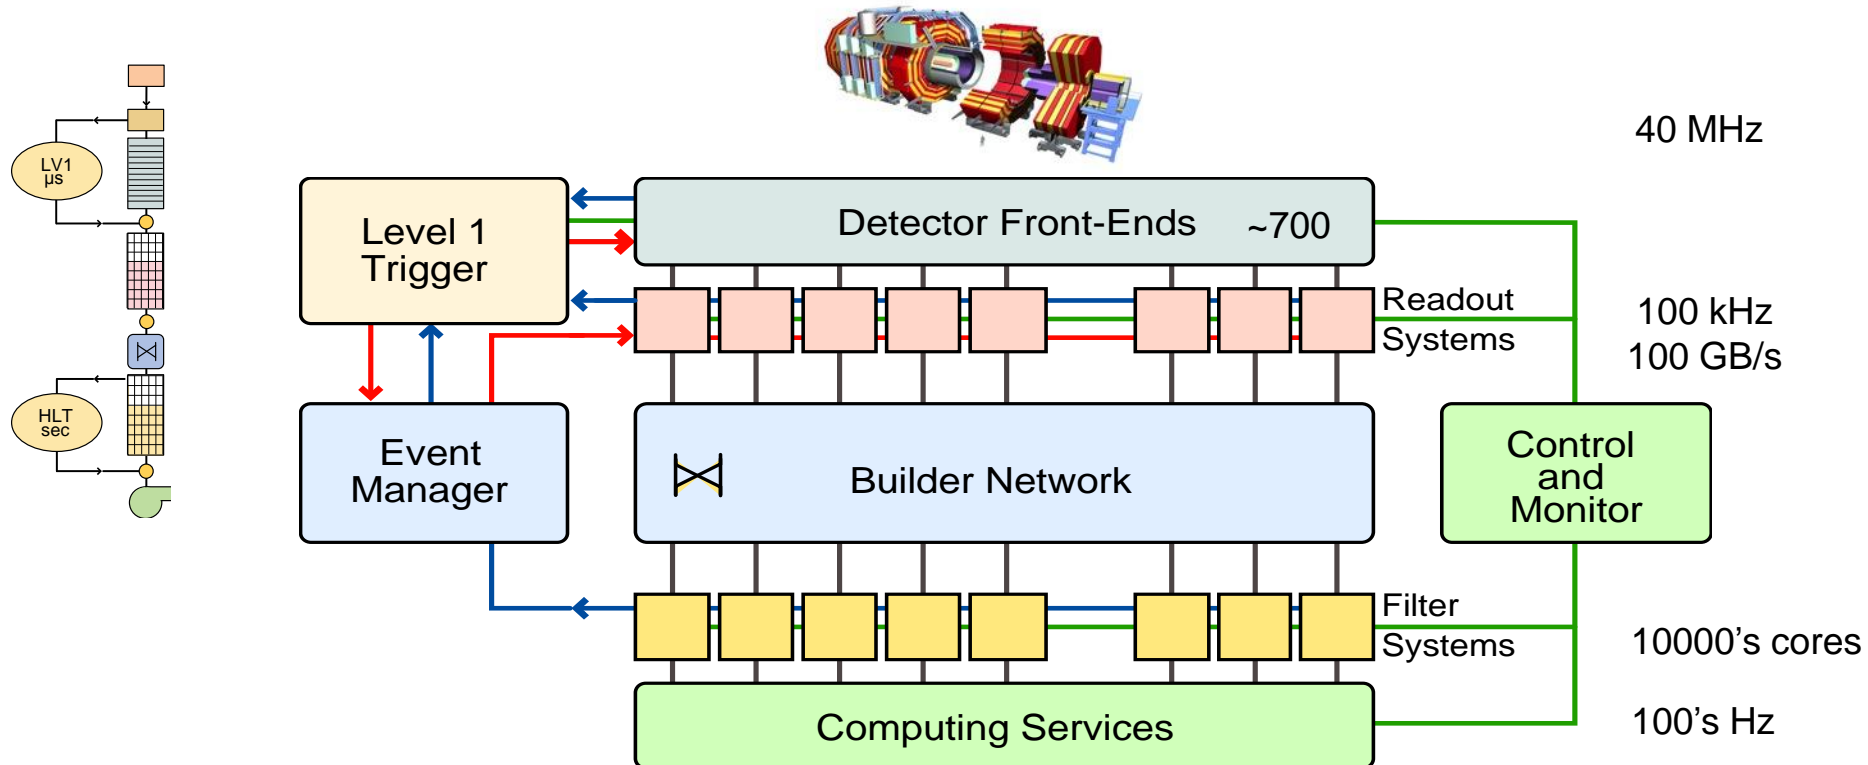 40 MHz
LV1
µs
Level 1
Trigger
Detector Front-Ends ~700
Readout
Systems
100 kHz
100 GB/s
HLT
sec
Event
Manager
Builder Network
Control
and
Monitor
Filter
Systems
10000’s cores
Computing Services
100’s Hz